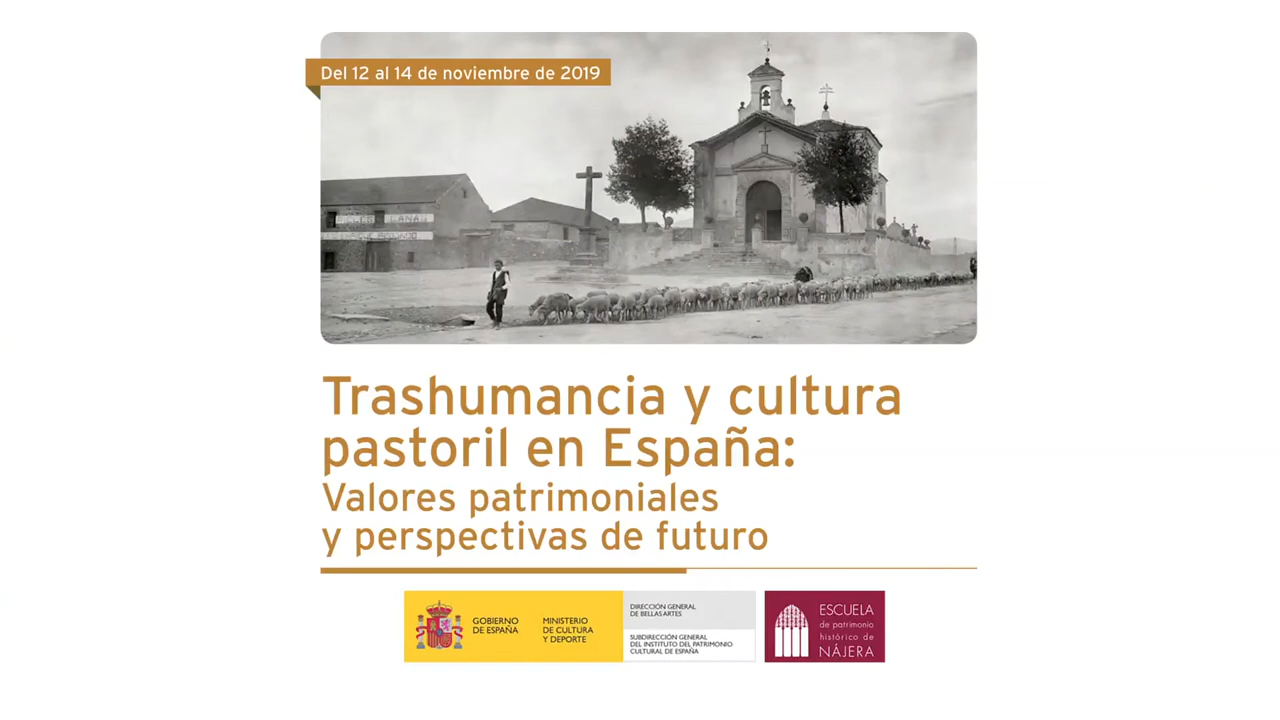 Del 12 al 14 de noviembre de 2019
Trashumancia y cultura
pastoril en España:
Valores patrimoniales
y perspectivas de futuro
GOBIERNO
DE ESPAÑA
MINISTERIO
DE CULTURA
Y DEPORTE
DIRECCIÓN GENERAL
DE BELLAS ARTES
SUBDIRECCIÓN GENERAL
DEL INSTITUTO DEL PATRIMONIO
CULTURAL DE ESPAÑA
ESCUELA
de patrimonio
histórico de
NÁJERA